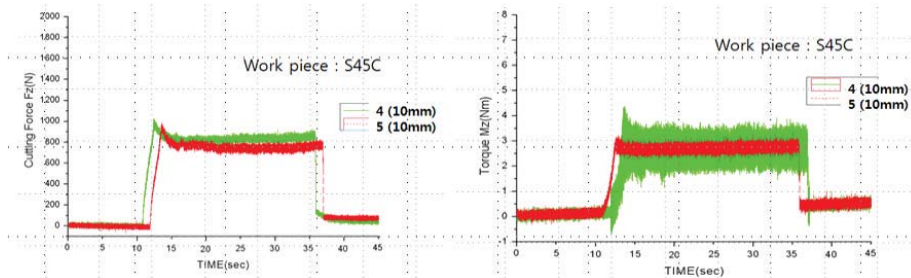 2,000
1800
1600
1400
1200
1000
800
600
400
200
0
0 5 10 15 20 25 30 35 40 45
Cutting Force Fz(N)
TIME(sec)
Work piece : S45C
4 (10mm)
5 (10mm)
8
7
6
5
4
3
2
1
0
-1
0 5 10 15 20 25 30 35 40 45
Torque Mz(Nm)
TIME(sec)
Work piece : S45C
4 (10mm)
5 (10mm)